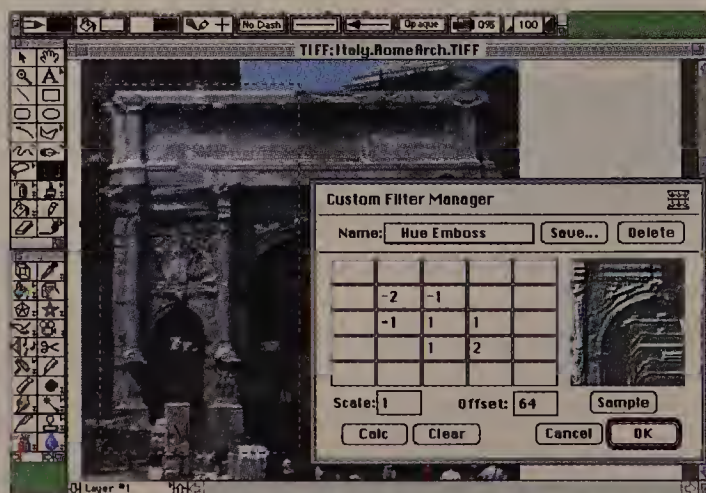 No Dash Opaque 095 100
TIFF:Italy.RomeArch.TIFF
Custom Filter Manager
Name: Hue Emboss Save... Delete
-2 -1
-1 1 1
1 2
Scale: 1 Offset: 64 Sample
Calc Clear Cancel OK
Layer #1